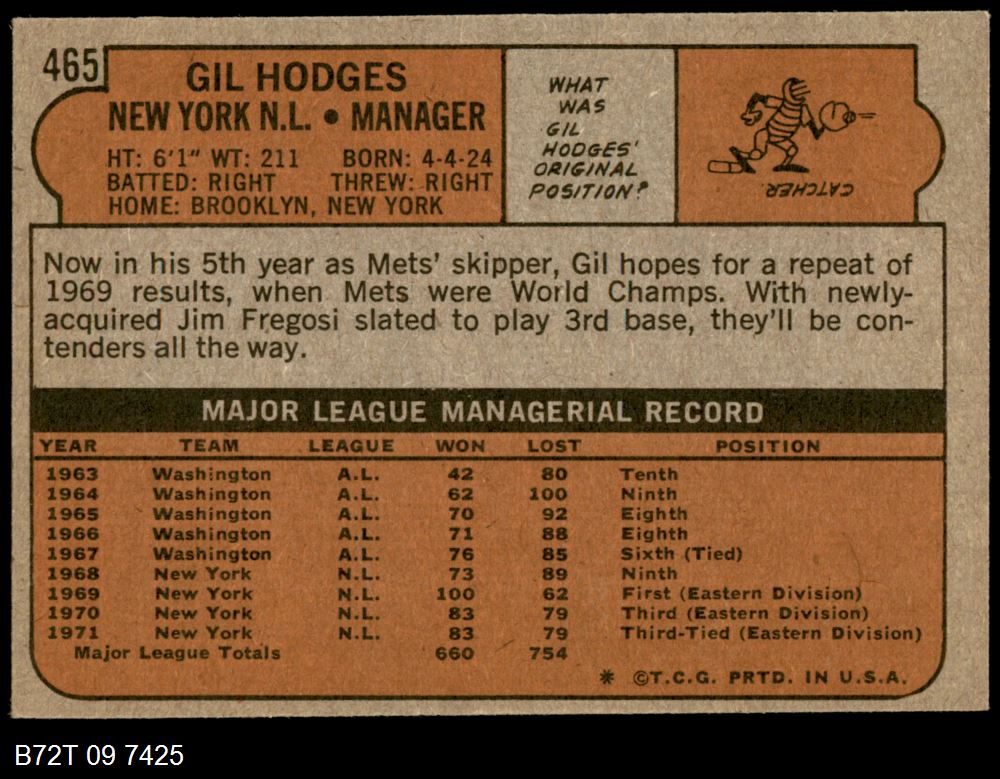 465
GIL HODGES
NEW YORK N.L. • MANAGER
HT: 6'1" WT: 211 BORN: 4-4-24
BATTED: RIGHT THREW: RIGHT
HOME: BROOKLYN, NEW YORK
WHAT
WAS
GIL
HODGES'
ORIGINAL
POSITION?
CATCHER.
Now in his 5th year as Mets' skipper, Gil hopes for a repeat of
1969 results, when Mets were World Champs. With newly-
acquired Jim Fregosi slated to play 3rd base, they'll be con-
tenders all the way.
MAJOR LEAGUE MANAGERIAL RECORD
YEAR TEAM LEAGUE WON LOST POSITION
1963 Washington A.L. 42 80 Tenth
1964 Washington A.L. 62 100 Ninth
1965 Washington A.L. 70 92 Eighth
1966 Washington A.L. 71 88 Eighth
1967 Washington A.L. 76 85 Sixth (Tied)
1968 New York N.L. 73 89 Ninth
1969 New York N.L. 100 62 First (Eastern Division)
1970 New York N.L. 83 79 Third (Eastern Division)
1971 New York N.L. 83 79 Third-Tied (Eastern Division)
Major League Totals 660 754
* ©T.C.G. PRTD. IN U.S.A.
B72T 09 7425